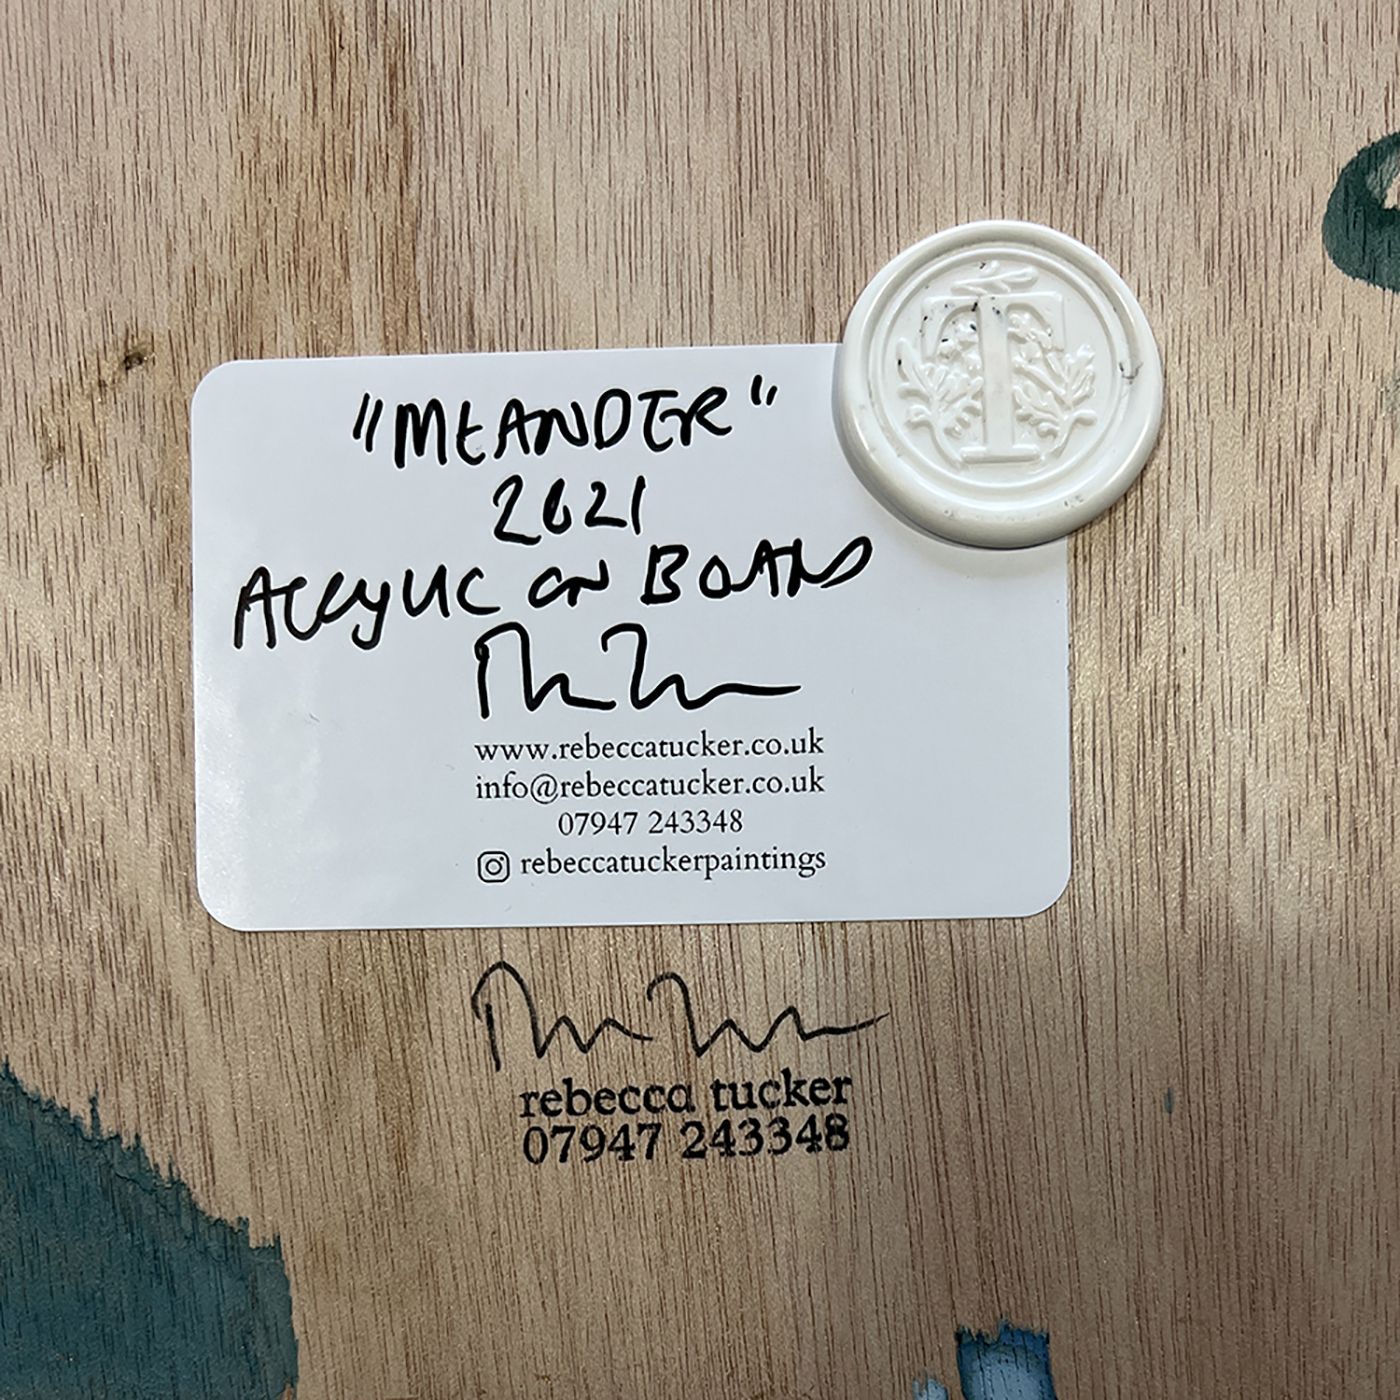 "MEANDER"
2021
ACRYLIC ON BOARD
www.rebeccatucker.co.uk
info@rebeccatucker.co.uk
07947 243348
rebeccatuckerpaintings
T
rebecca tucker
07947 243348